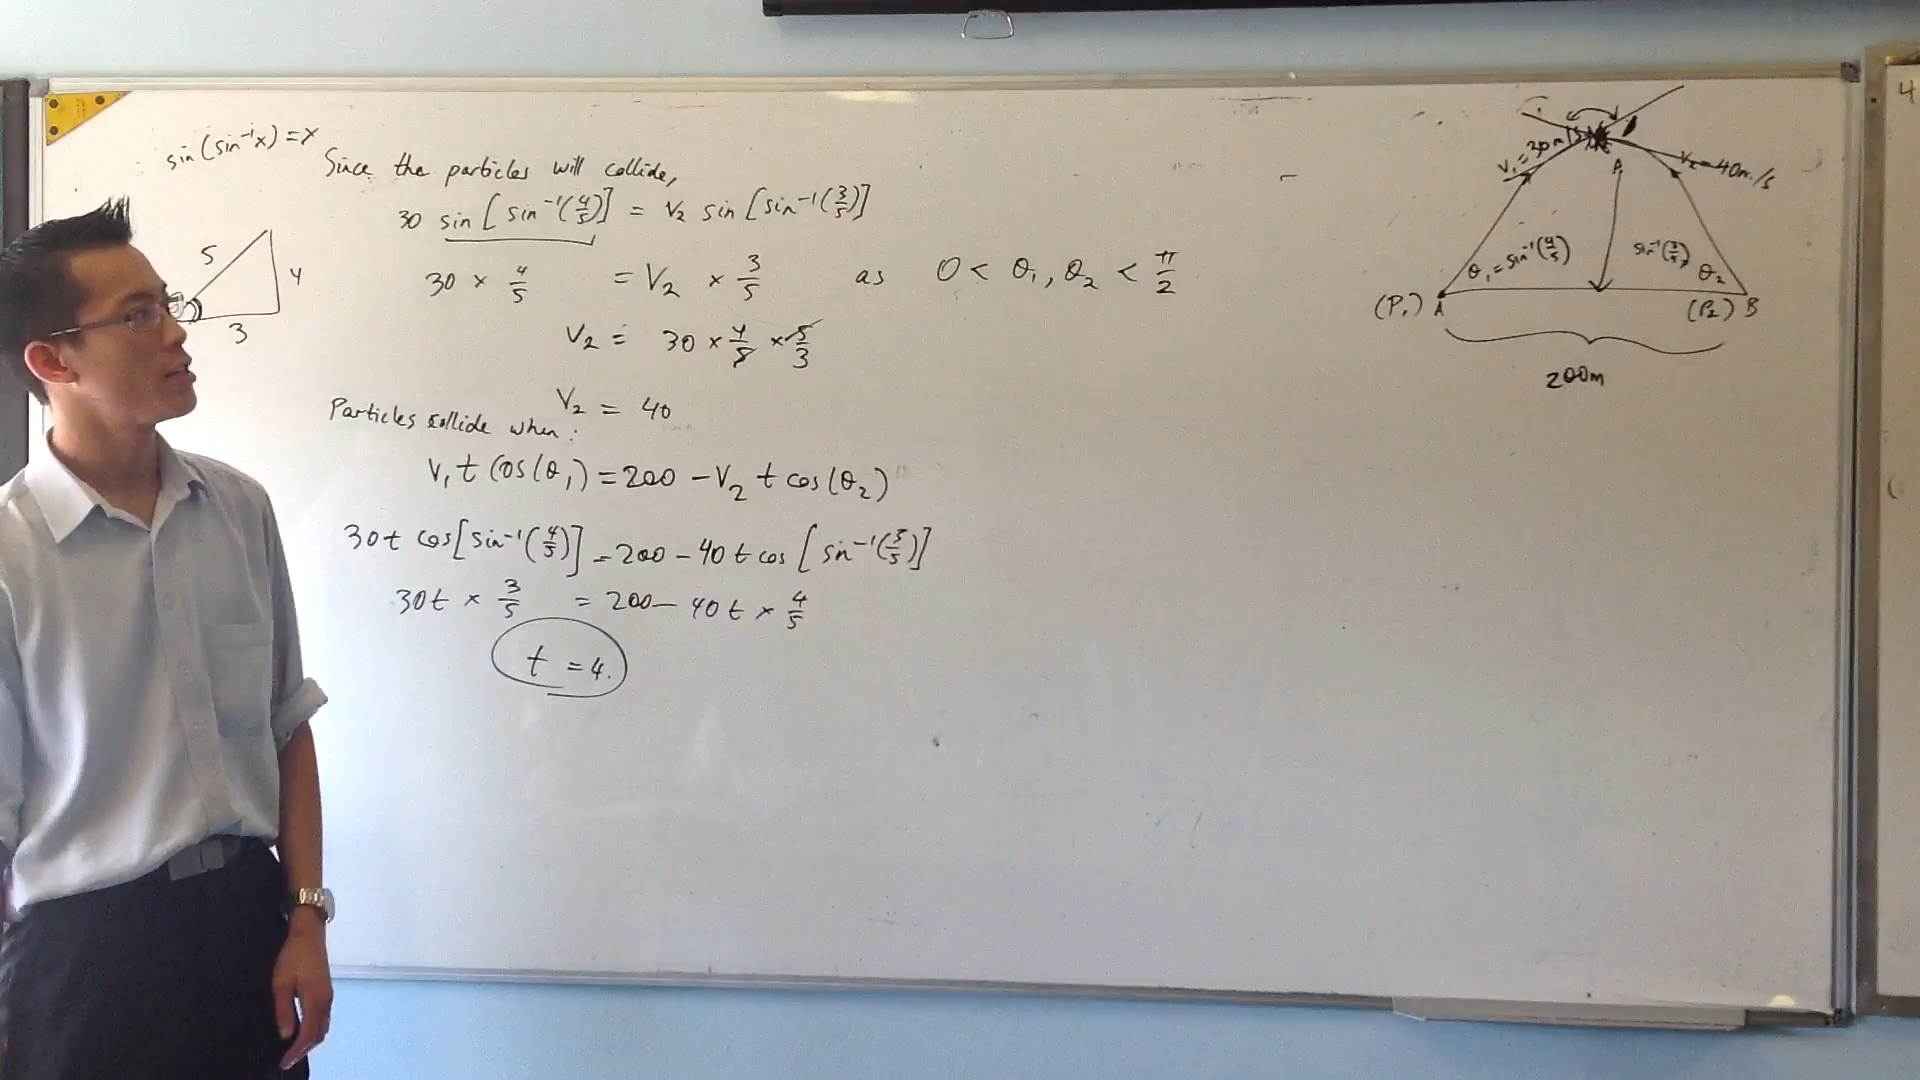 sin(sin⁻¹x) = x
5
4
3
Since the particles will collide,
30 sin[sin⁻¹(4/5)] = V₂ sin[sin⁻¹(3/5)]
30 × 4/5 = V₂ × 3/5 as 0 < θ₁, θ₂ < π/2
V₂ = 30 × 4/5 × 5/3
V₂ = 40
Particles collide when:
V₁ t cos(θ₁) = 200 - V₂ t cos(θ₂)
30t cos[sin⁻¹(4/5)] = 200 - 40t cos[sin⁻¹(3/5)]
30t × 3/5 = 200 - 40t × 4/5
t = 4.
V₁ = 30m/s
V₂ = 40m/s
θ₁ = sin⁻¹(4/5)
sin⁻¹(3/5) θ₂
(P₁) A
(P₂) B
200m
4